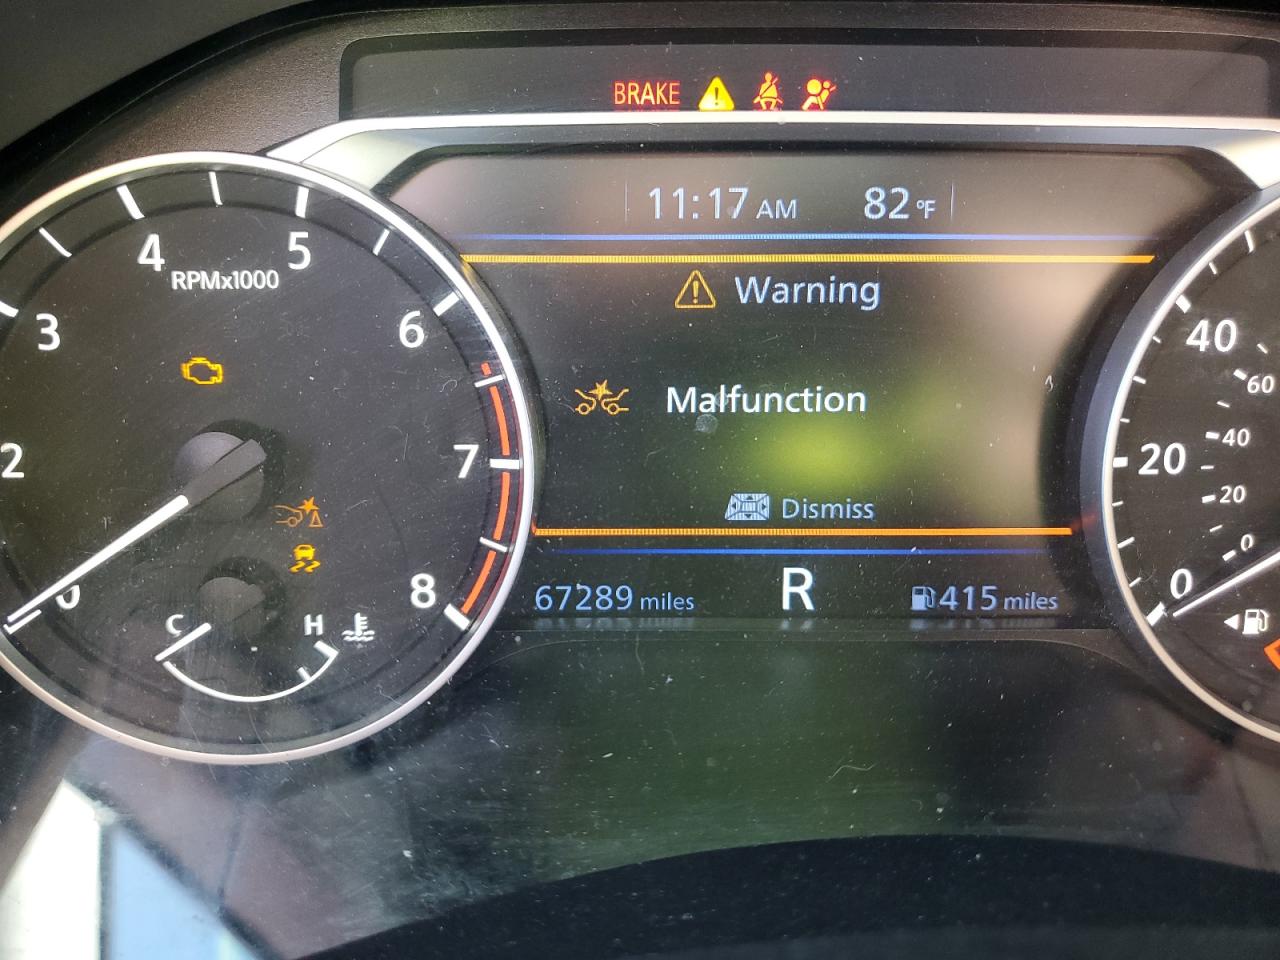 BRAKE
11:17 AM 82 °F
Warning
Malfunction
Dismiss
67289 miles R 415 miles
2 3 4 5 6 7 8
RPMx1000
0
C H
40
20
0
60
40
20
0